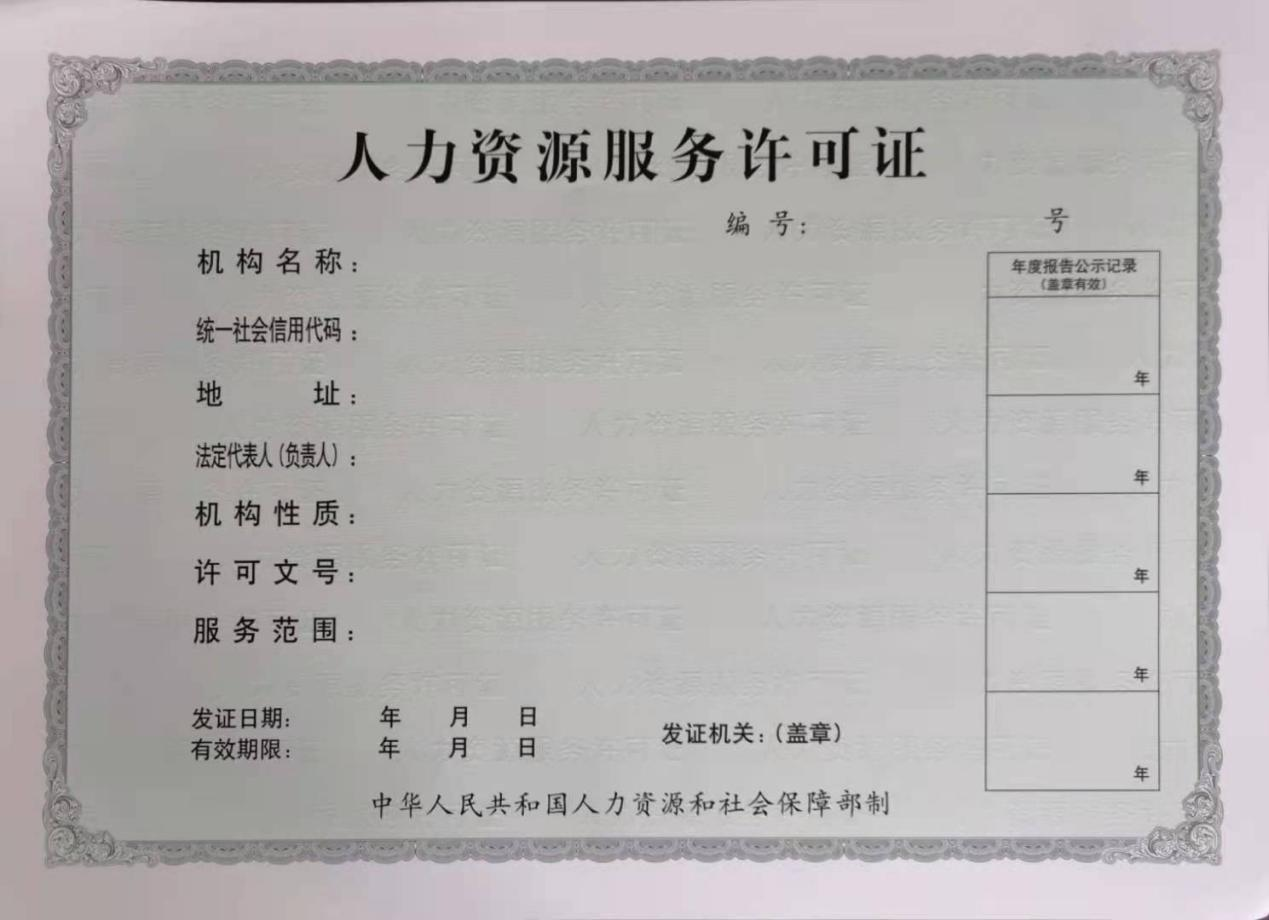 人力资源服务许可证
编号： 号
机构名称：
统一社会信用代码：
地址：
法定代表人（负责人）：
机构性质：
许可文号：
服务范围：
发证日期： 年 月 日
有效期限： 年 月 日
发证机关：（盖章）
年度报告公示记录
（盖章有效）
年
年
年
年
年
中华人民共和国人力资源和社会保障部制